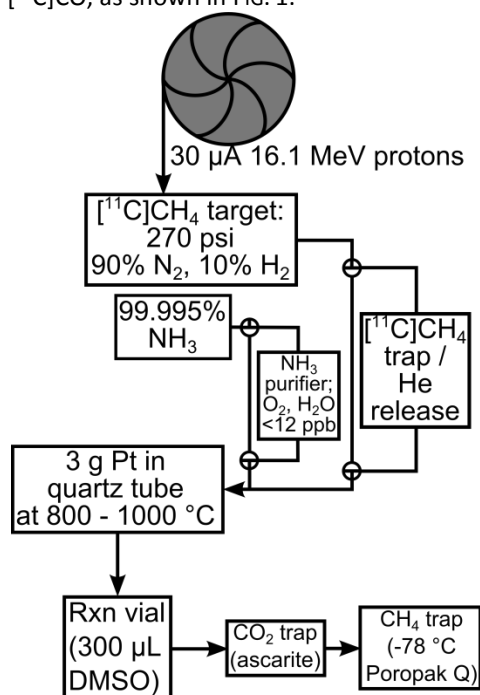 [¹¹C]CO, as shown in FIG. 1.
30 µA 16.1 MeV protons
[¹¹C]CH₄ target:
270 psi
90% N₂, 10% H₂
99.995%
NH₃
NH₃
purifier;
O₂, H₂O
<12 ppb
[¹¹C]CH₄
trap /
He
release
3 g Pt in
quartz tube
at 800 - 1000 °C
Rxn vial
(300 µL
DMSO)
CO₂ trap
(ascarite)
CH₄ trap
(-78 °C
Poropak Q)